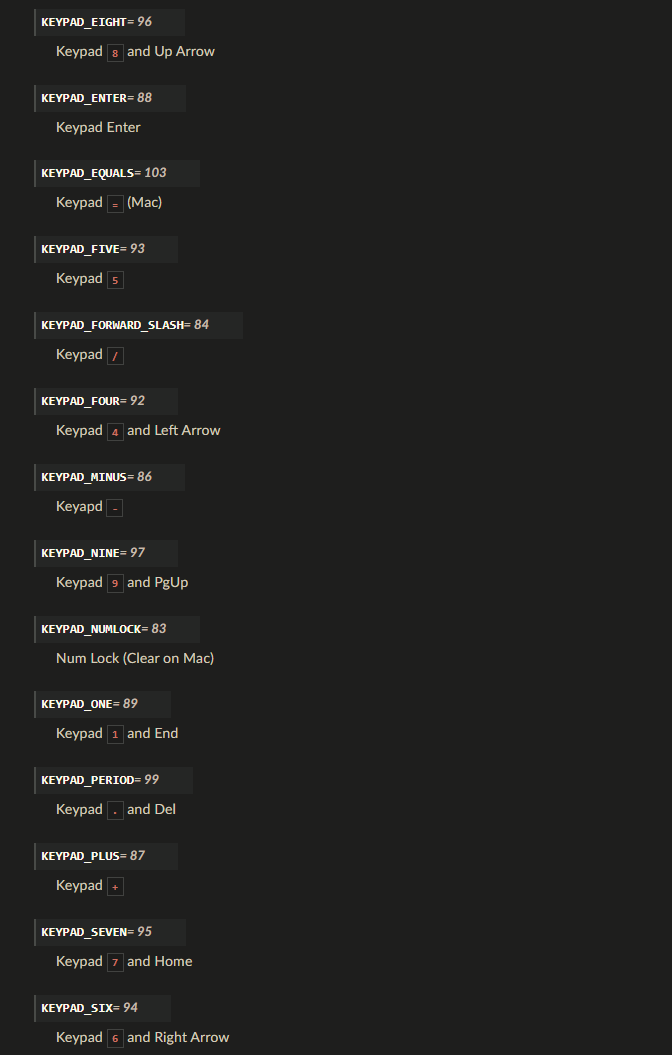 KEYPAD_EIGHT= 96
Keypad 8 and Up Arrow
KEYPAD_ENTER= 88
Keypad Enter
KEYPAD_EQUALS= 103
Keypad = (Mac)
KEYPAD_FIVE= 93
Keypad 5
KEYPAD_FORWARD_SLASH= 84
Keypad /
KEYPAD_FOUR= 92
Keypad 4 and Left Arrow
KEYPAD_MINUS= 86
Keyapd -
KEYPAD_NINE= 97
Keypad 9 and PgUp
KEYPAD_NUMLOCK= 83
Num Lock (Clear on Mac)
KEYPAD_ONE= 89
Keypad 1 and End
KEYPAD_PERIOD= 99
Keypad . and Del
KEYPAD_PLUS= 87
Keypad +
KEYPAD_SEVEN= 95
Keypad 7 and Home
KEYPAD_SIX= 94
Keypad 6 and Right Arrow